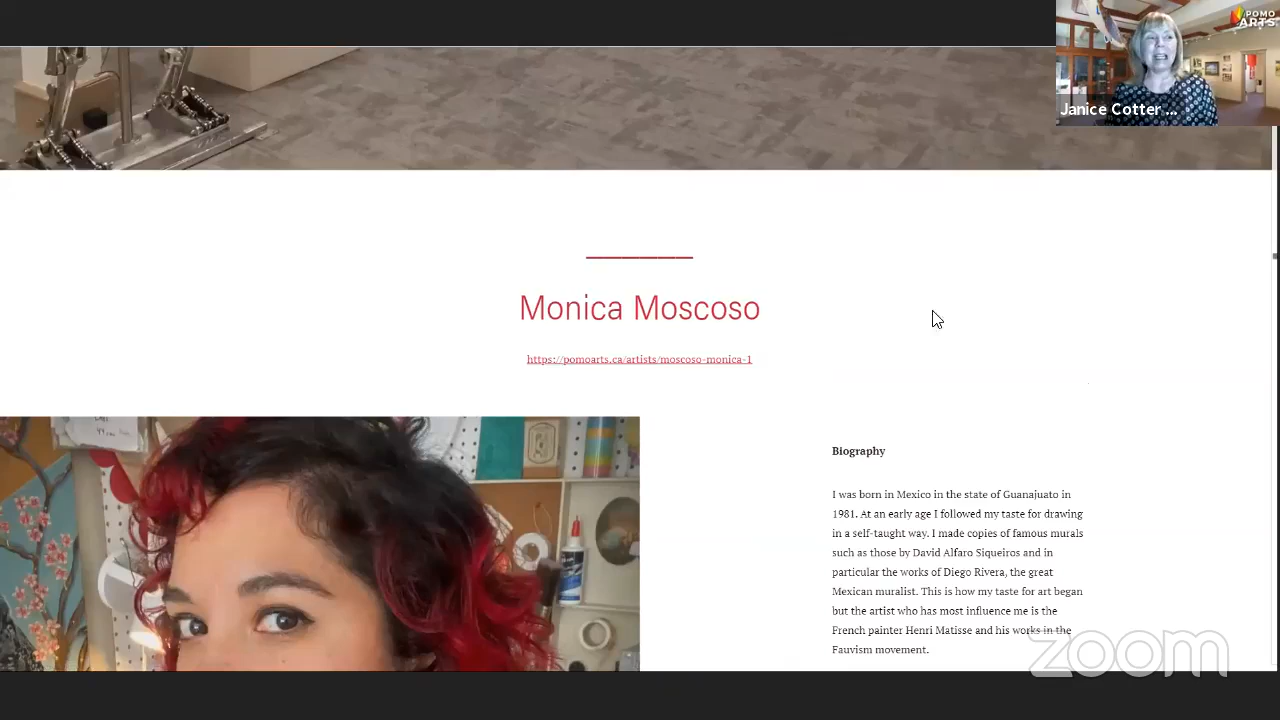 POMO
ARTS
Janice Cotter ...
Monica Moscoso
https://pomoarts.ca/artists/moscoso-monica-1
Biography
I was born in Mexico in the state of Guanajuato in
1981. At an early age I followed my taste for drawing
in a self-taught way. I made copies of famous murals
such as those by David Alfaro Siqueiros and in
particular the works of Diego Rivera, the great
Mexican muralist. This is how my taste for art began
but the artist who has most influence me is the
French painter Henri Matisse and his works in the
Fauvism movement.
zoom